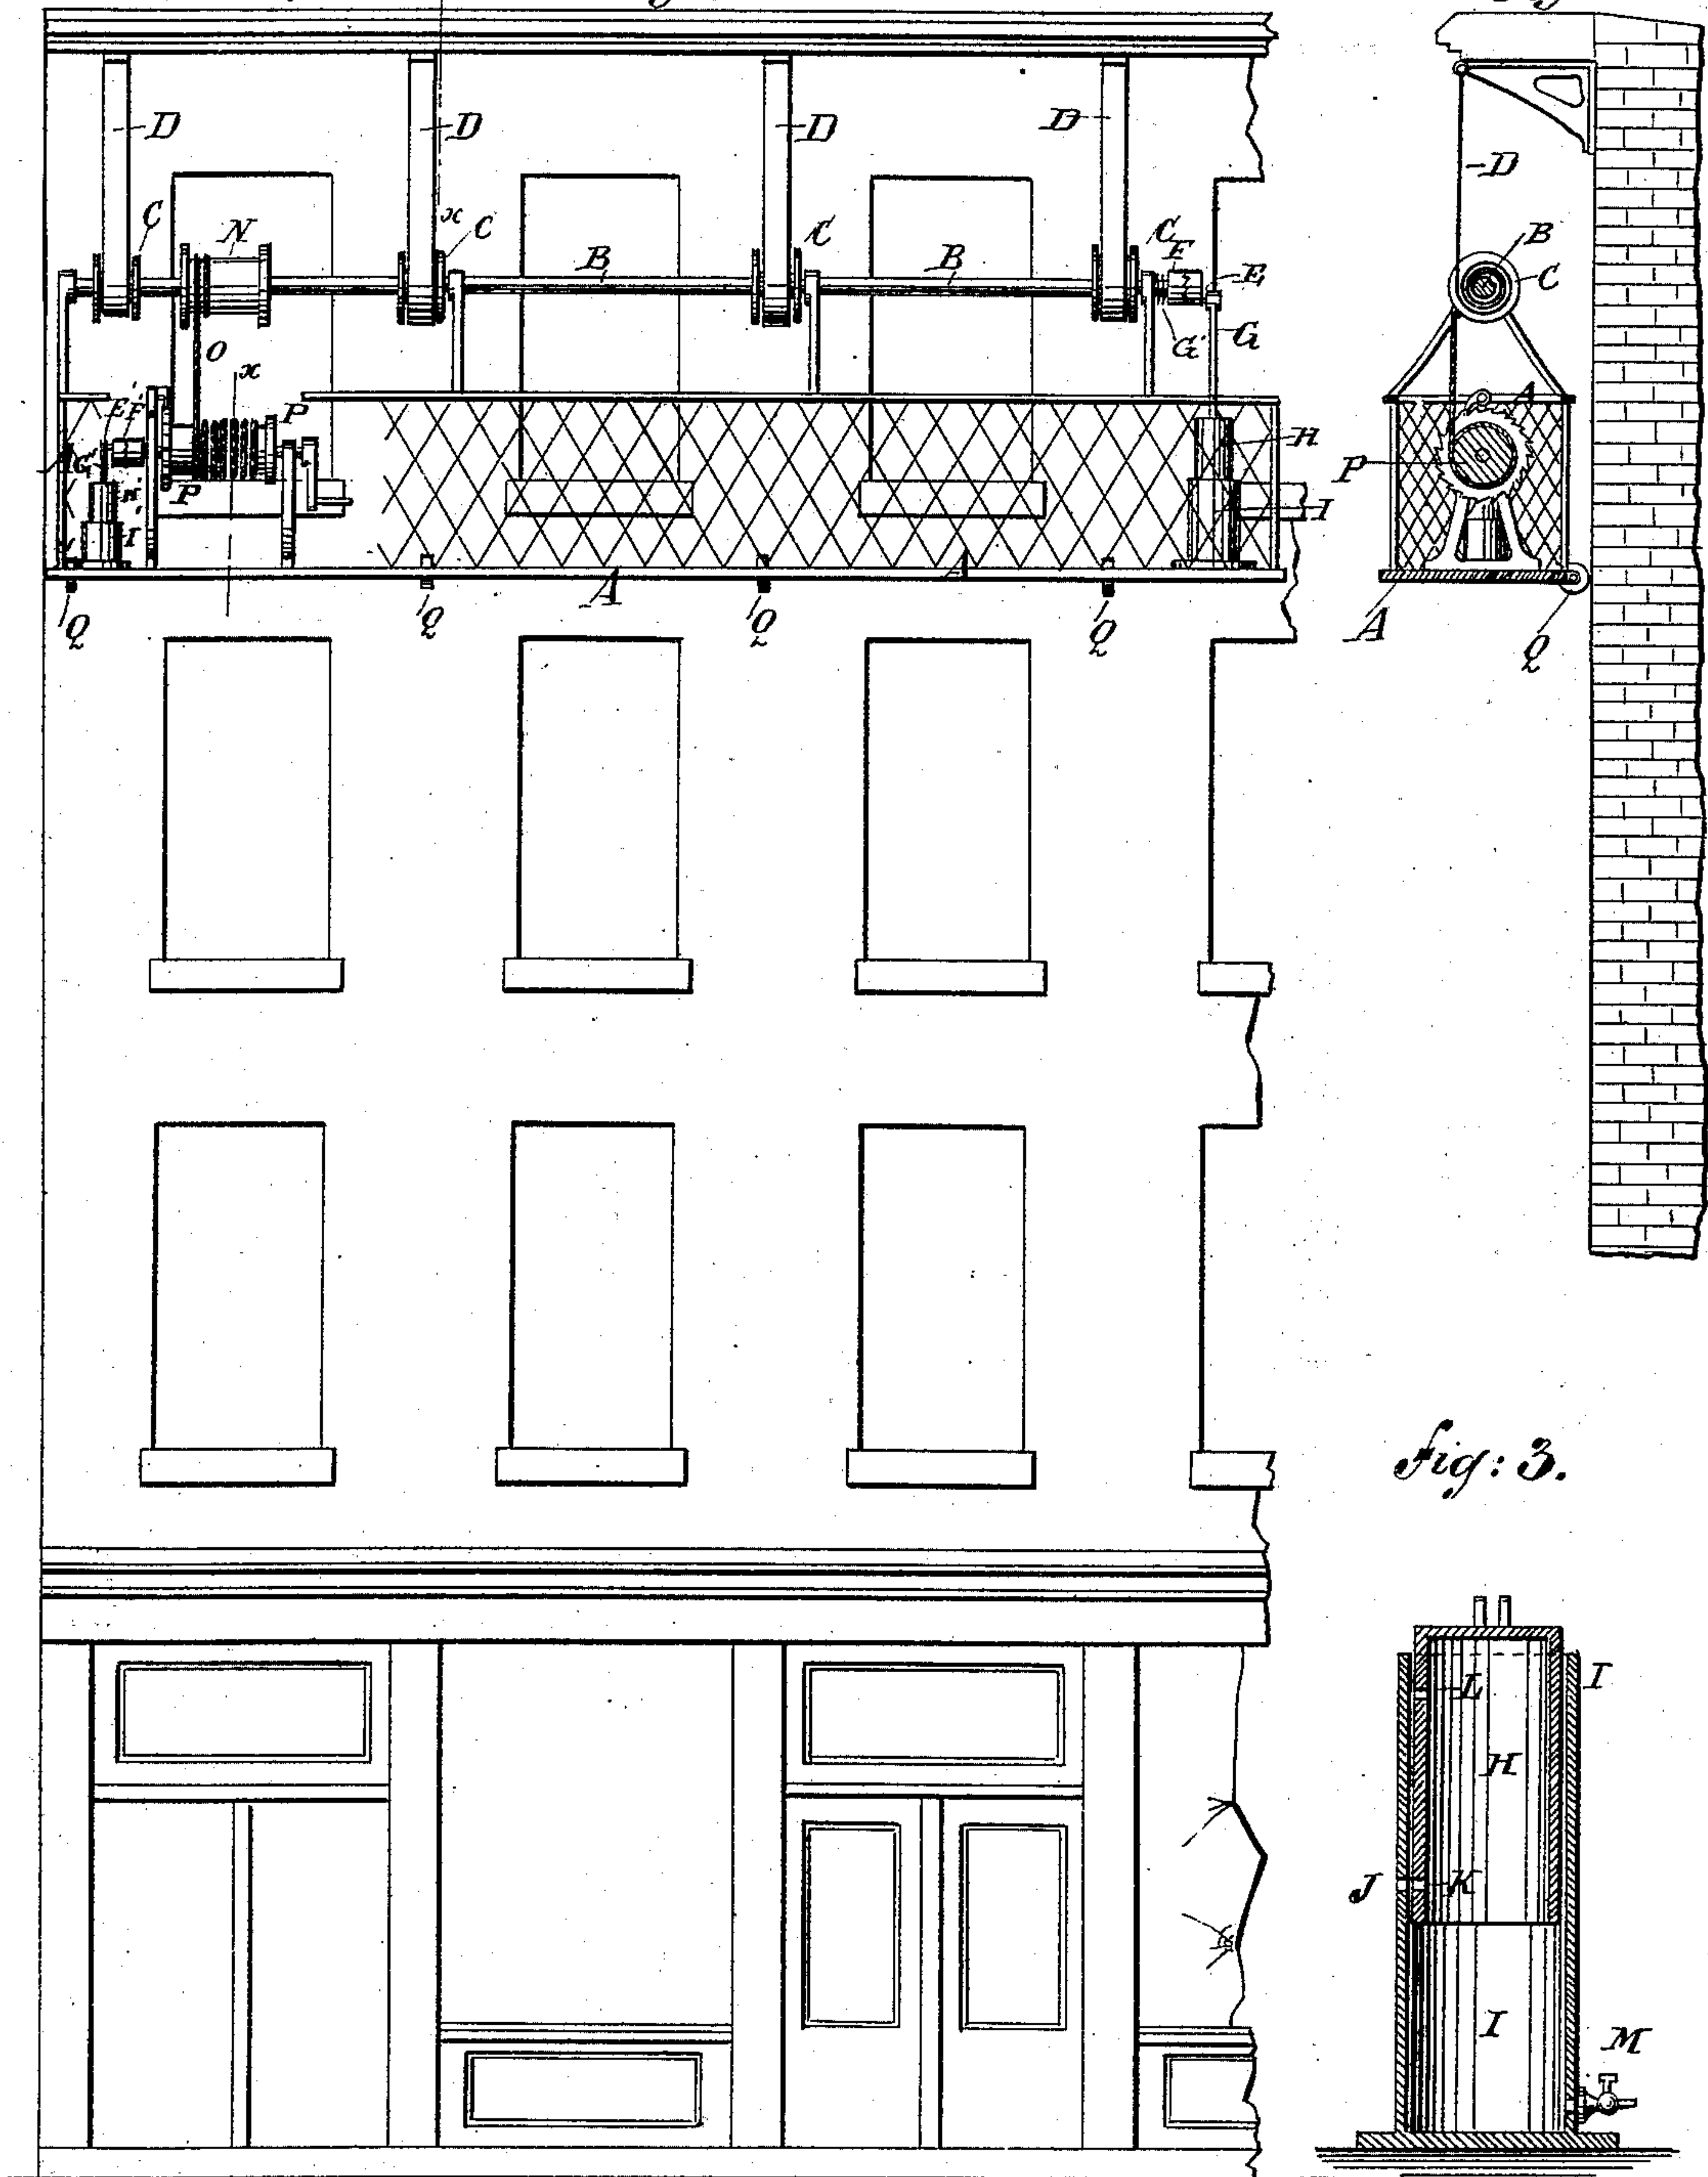 D D D D
C N x C C C F E
B B
G' G
O x
E' F' P
G' H' H
P I' I
A
Q Q Q Q
D
B
C
A
P
A Q
Fig: 3.
L I
H
J K
I
M